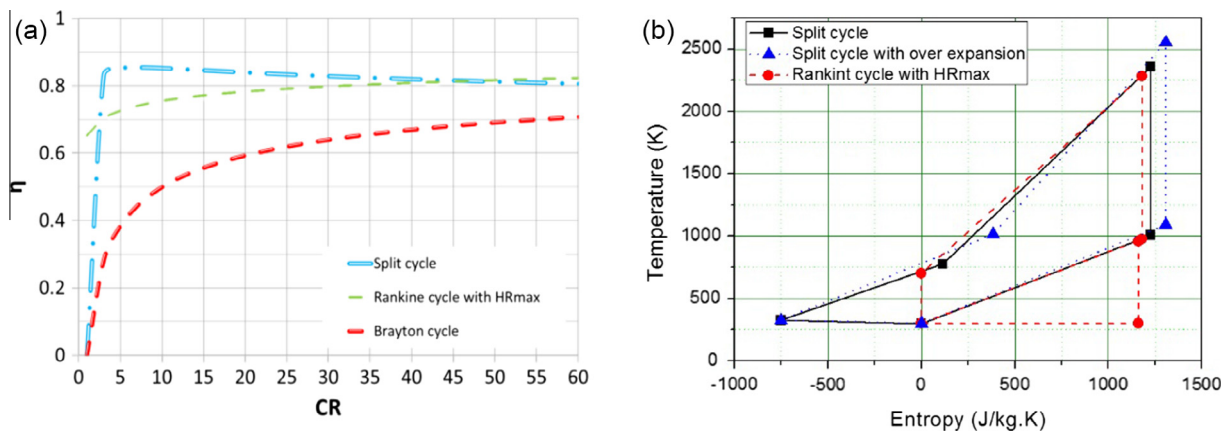 (a)
1
0.8
0.6
0.4
0.2
0
η
0 5 10 15 20 25 30 35 40 45 50 55 60
CR
Split cycle
Rankine cycle with HRmax
Brayton cycle
(b)
Split cycle
Split cycle with over expansion
Rankint cycle with HRmax
2500
2000
1500
1000
500
0
Temperature (K)
-1000 -500 0 500 1000 1500
Entropy (J/kg.K)